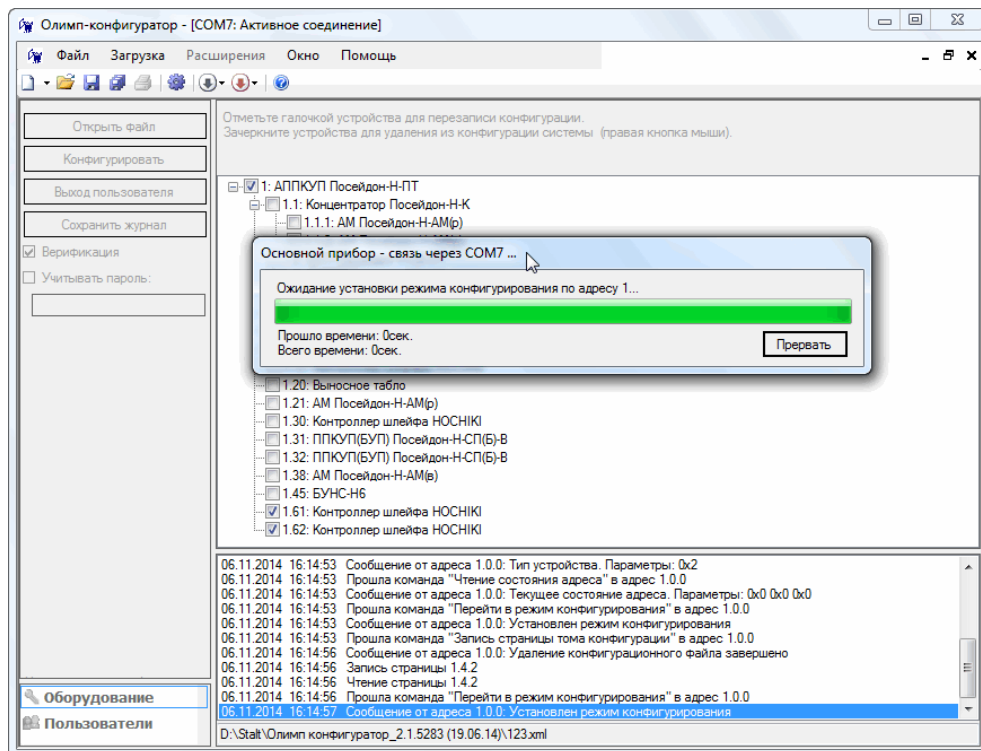 Олимп-конфигуратор - [COM7: Активное соединение]
Файл Загрузка Расширения Окно Помощь
Открыть файл
Конфигурировать
Выход пользователя
Сохранить журнал
Верификация
Учитывать пароль:
Отметьте галочкой устройства для перезаписи конфигурации.
Зачеркните устройства для удаления из конфигурации системы (правая кнопка мыши).
1: АППКУП Посейдон-Н-ПТ
1.1: Концентратор Посейдон-Н-К
1.1.1: АМ Посейдон-Н-АМ(р)
Основной прибор - связь через COM7 ...
Ожидание установки режима конфигурирования по адресу 1...
Прошло времени: 0сек.
Всего времени: 0сек.
Прервать
1.20: Выносное табло
1.21: АМ Посейдон-Н-АМ(р)
1.30: Контроллер шлейфа HOCHIKI
1.31: ППКУП(БУП) Посейдон-Н-СП(Б)-В
1.32: ППКУП(БУП) Посейдон-Н-СП(Б)-В
1.38: АМ Посейдон-Н-АМ(в)
1.45: БУНС-Н6
1.61: Контроллер шлейфа HOCHIKI
1.62: Контроллер шлейфа HOCHIKI
06.11.2014 16:14:53 Сообщение от адреса 1.0.0: Тип устройства. Параметры: 0x2
06.11.2014 16:14:53 Прошла команда "Чтение состояния адреса" в адрес 1.0.0
06.11.2014 16:14:53 Сообщение от адреса 1.0.0: Текущее состояние адреса. Параметры: 0x0 0x0 0x0
06.11.2014 16:14:53 Прошла команда "Перейти в режим конфигурирования" в адрес 1.0.0
06.11.2014 16:14:53 Сообщение от адреса 1.0.0: Установлен режим конфигурирования
06.11.2014 16:14:53 Прошла команда "Запись страницы тома конфигурации" в адрес 1.0.0
06.11.2014 16:14:56 Сообщение от адреса 1.0.0: Удаление конфигурационного файла завершено
06.11.2014 16:14:56 Запись страницы 1.4.2
06.11.2014 16:14:56 Чтение страницы 1.4.2
06.11.2014 16:14:56 Прошла команда "Перейти в режим конфигурирования" в адрес 1.0.0
06.11.2014 16:14:57 Сообщение от адреса 1.0.0: Установлен режим конфигурирования
Оборудование
Пользователи
D:\Stalt\Олимп конфигуратор_2.1.5283 (19.06.14)\123.xml